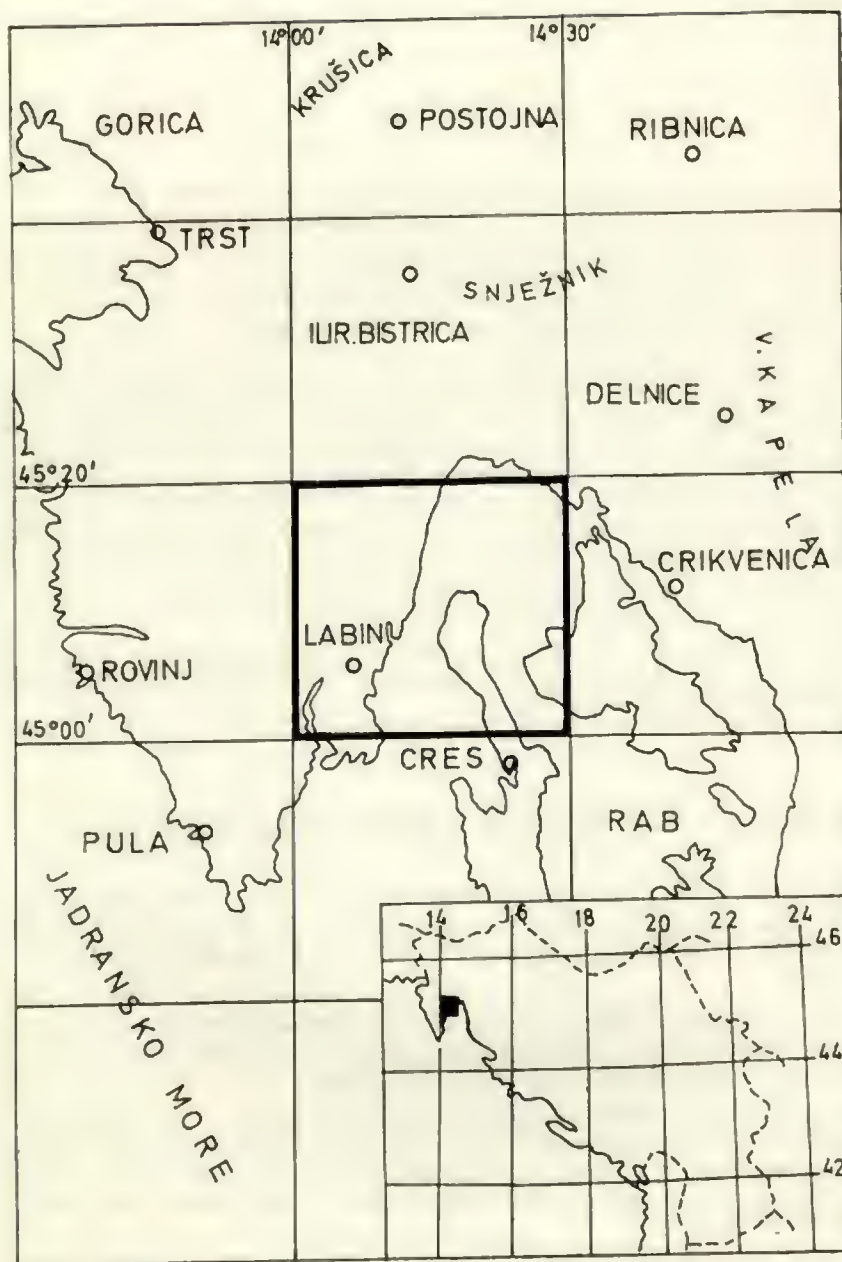 14°00'
14°30'
KRUŠICA
GORICA
POSTOJNA
RIBNICA
TRST
SNJEŽNIK
ILIR.BISTRICA
V. KAPELA
DELNICE
45°20'
CRIKVENICA
LABIN
ROVINJ
45°00'
CRES
RAB
PULA
JADRANSKO MORE
14 16 18 20 22 24
46
44
42